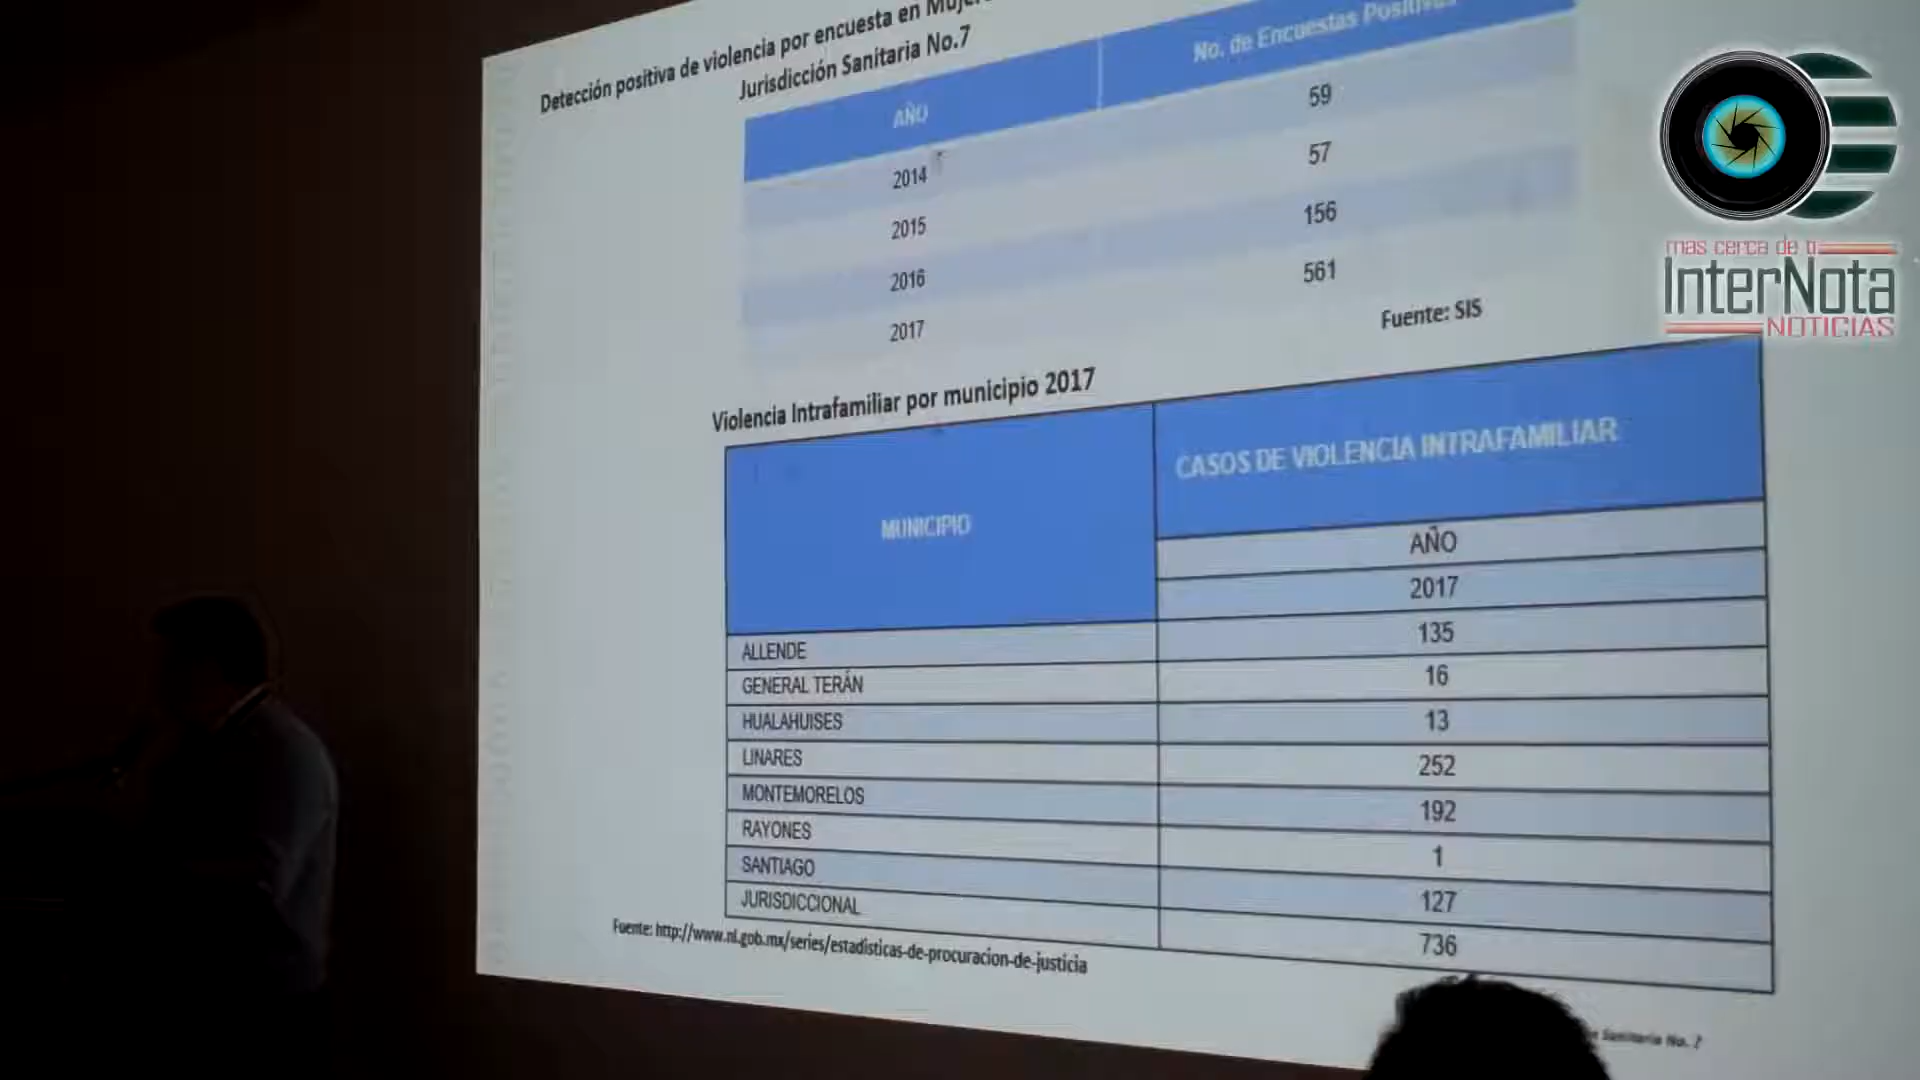 Detección positiva de violencia por encuesta en
Jurisdicción Sanitaria No.7
AÑO No. de Encuestas Positivas
2014 59
2015 57
2016 156
2017 561
Fuente: SIS
mas cerca de ti
InterNota
NOTICIAS
Violencia Intrafamiliar por municipio 2017
MUNICIPIO CASOS DE VIOLENCIA INTRAFAMILIAR
AÑO
2017
ALLENDE 135
GENERAL TERÁN 16
HUALAHUISES 13
LINARES 252
MONTEMORELOS 192
RAYONES 1
SANTIAGO 127
JURISDICCIONAL 736
Fuente: http://www.nl.gob.mx/series/estadisticas-de-procuracion-de-justicia
Sanitaria No. 7